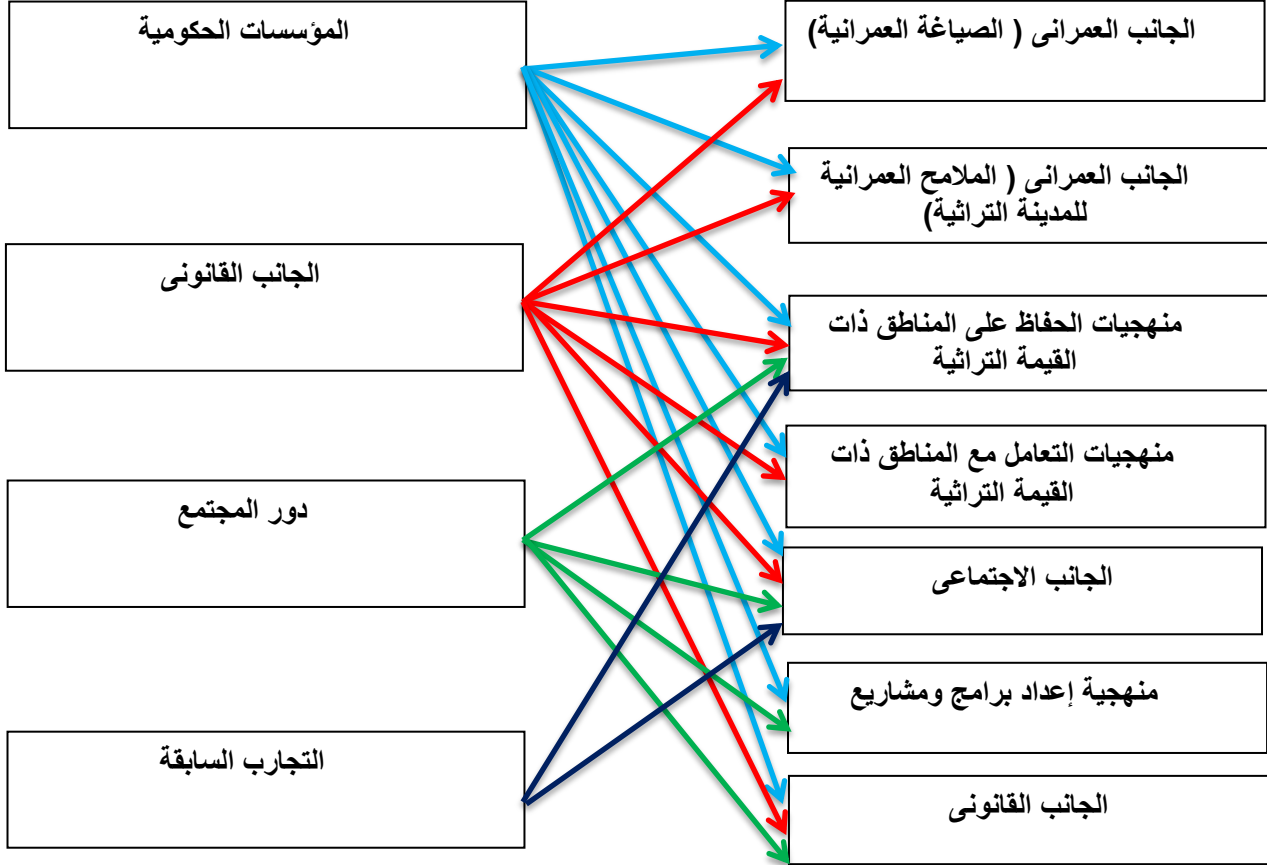 المؤسسات الحكومية
الجانب العمرانى ( الصياغة العمرانية)
الجانب العمرانى ( الملامح العمرانية
للمدينة التراثية)
الجانب القانونى
منهجيات الحفاظ على المناطق ذات
القيمة التراثية
منهجيات التعامل مع المناطق ذات
القيمة التراثية
دور المجتمع
الجانب الاجتماعى
منهجية إعداد برامج ومشاريع
التجارب السابقة
الجانب القانونى